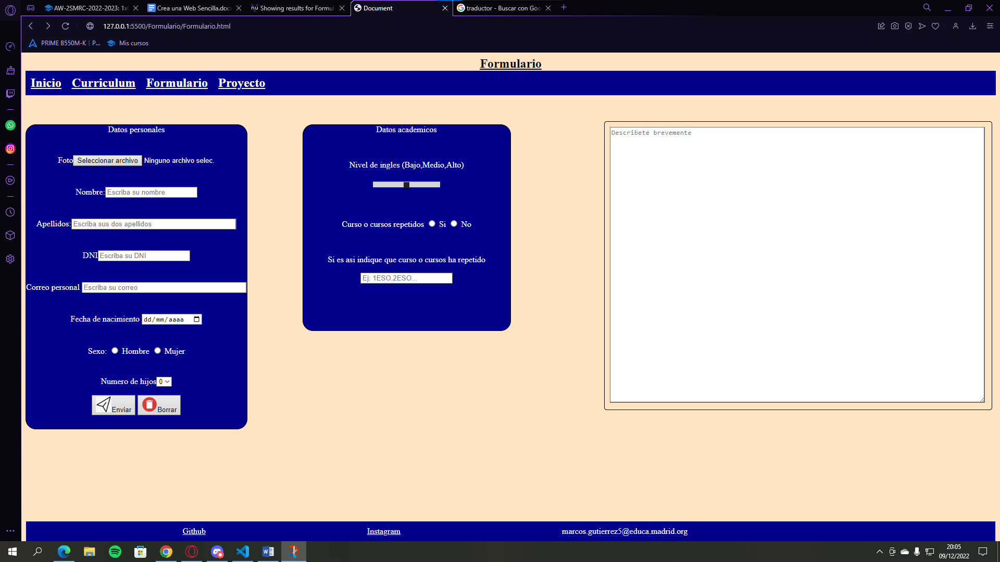 AW-2SMRC-2022-2023: 1x
Crea una Web Sencilla.docx
Showing results for Formul
Document
traductor - Buscar con Goo
127.0.0.1:5500/Formulario/Formulario.html
PRIME B550M-K | P...
Mis cursos
Formulario
Inicio Curriculum Formulario Proyecto
Datos personales
Foto Seleccionar archivo Ninguno archivo selec.
Nombre: Escriba su nombre
Apellidos: Escriba sus dos apellidos
DNI Escriba su DNI
Correo personal Escriba su correo
Fecha de nacimiento dd/mm/aaaa
Sexo: Hombre Mujer
Numero de hijos 0
Enviar Borrar
Datos academicos
Nivel de ingles (Bajo,Medio,Alto)
Curso o cursos repetidos Si No
Si es asi indique que curso o cursos ha repetido
Ej: 1ESO,2ESO...
Describete brevemente
Github Instagram marcos.gutierrez5@educa.madrid.org
20:05
09/12/2022